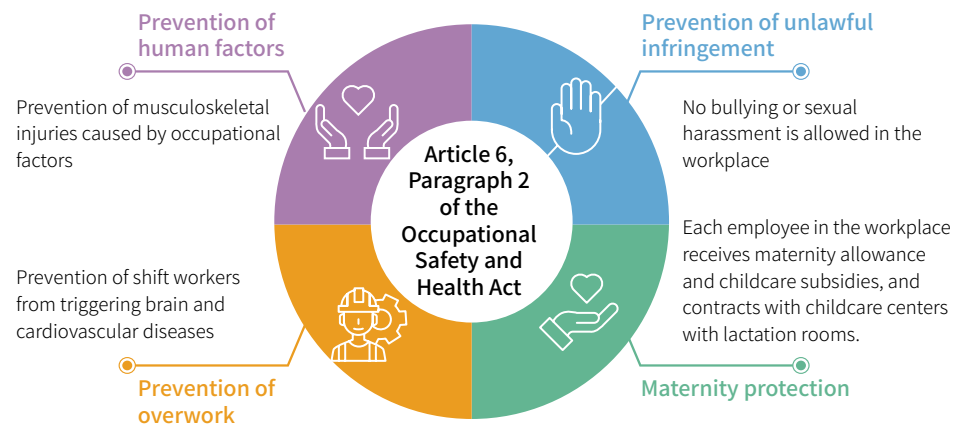 Prevention of
human factors
Prevention of musculoskeletal
injuries caused by occupational
factors
Prevention of unlawful
infringement
No bullying or sexual
harassment is allowed in the
workplace
Article 6,
Paragraph 2
of the
Occupational
Safety and
Health Act
Prevention of shift workers
from triggering brain and
cardiovascular diseases
Prevention of
overwork
Each employee in the workplace
receives maternity allowance
and childcare subsidies, and
contracts with childcare centers
with lactation rooms.
Maternity protection